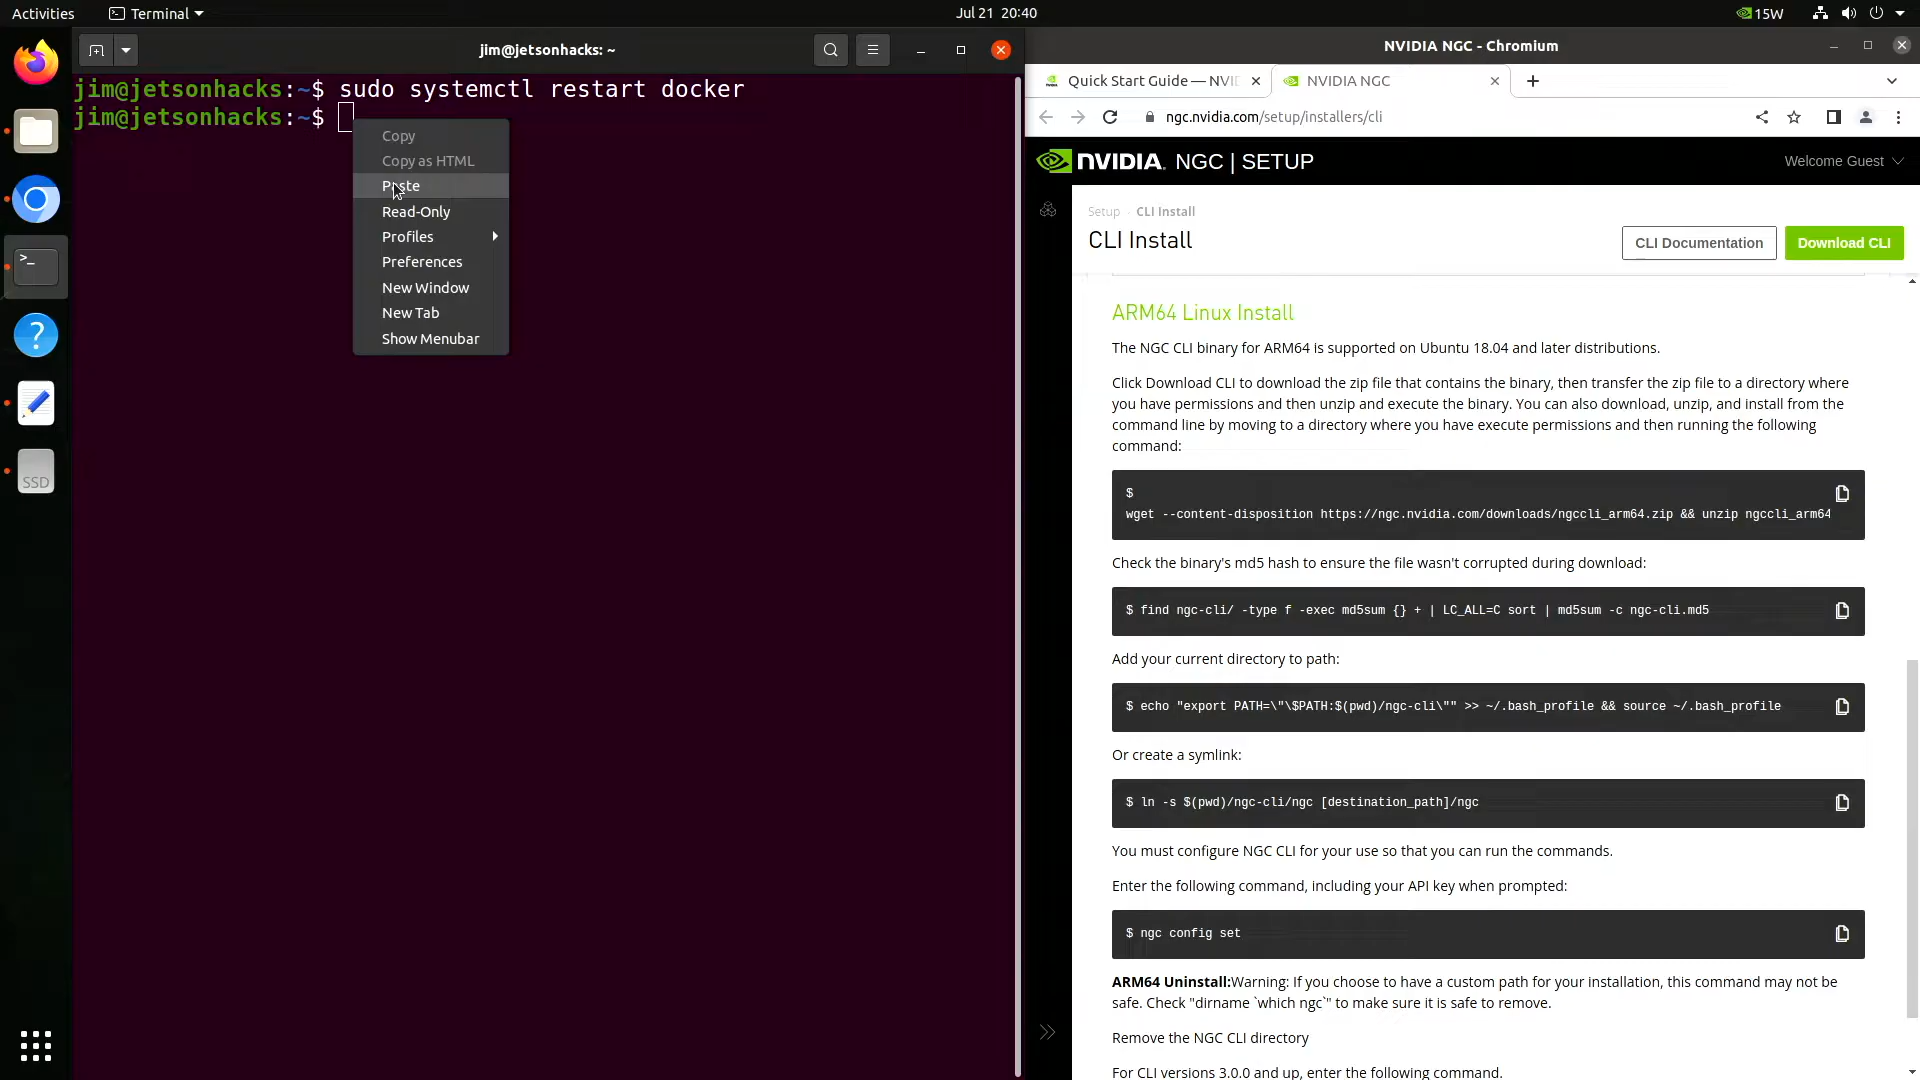 Activities
Terminal
Jul 21 20:40
15W
jim@jetsonhacks: ~
jim@jetsonhacks:~$ sudo systemctl restart docker
jim@jetsonhacks:~$
Copy
Copy as HTML
Paste
Read-Only
Profiles
Preferences
New Window
New Tab
Show Menubar
SSD
NVIDIA NGC - Chromium
Quick Start Guide — NVI
NVIDIA NGC
ngc.nvidia.com/setup/installers/cli
NVIDIA. NGC | SETUP
Welcome Guest
Setup · CLI Install
CLI Install
CLI Documentation
Download CLI
ARM64 Linux Install
The NGC CLI binary for ARM64 is supported on Ubuntu 18.04 and later distributions.
Click Download CLI to download the zip file that contains the binary, then transfer the zip file to a directory where
you have permissions and then unzip and execute the binary. You can also download, unzip, and install from the
command line by moving to a directory where you have execute permissions and then running the following
command:
$
wget --content-disposition https://ngc.nvidia.com/downloads/ngccli_arm64.zip && unzip ngccli_arm64
Check the binary's md5 hash to ensure the file wasn't corrupted during download:
$ find ngc-cli/ -type f -exec md5sum {} + | LC_ALL=C sort | md5sum -c ngc-cli.md5
Add your current directory to path:
$ echo "export PATH=\"\$PATH:$(pwd)/ngc-cli\"" >> ~/.bash_profile && source ~/.bash_profile
Or create a symlink:
$ ln -s $(pwd)/ngc-cli/ngc [destination_path]/ngc
You must configure NGC CLI for your use so that you can run the commands.
Enter the following command, including your API key when prompted:
$ ngc config set
ARM64 Uninstall:Warning: If you choose to have a custom path for your installation, this command may not be
safe. Check "dirname `which ngc`" to make sure it is safe to remove.
Remove the NGC CLI directory
For CLI versions 3.0.0 and up, enter the following command.